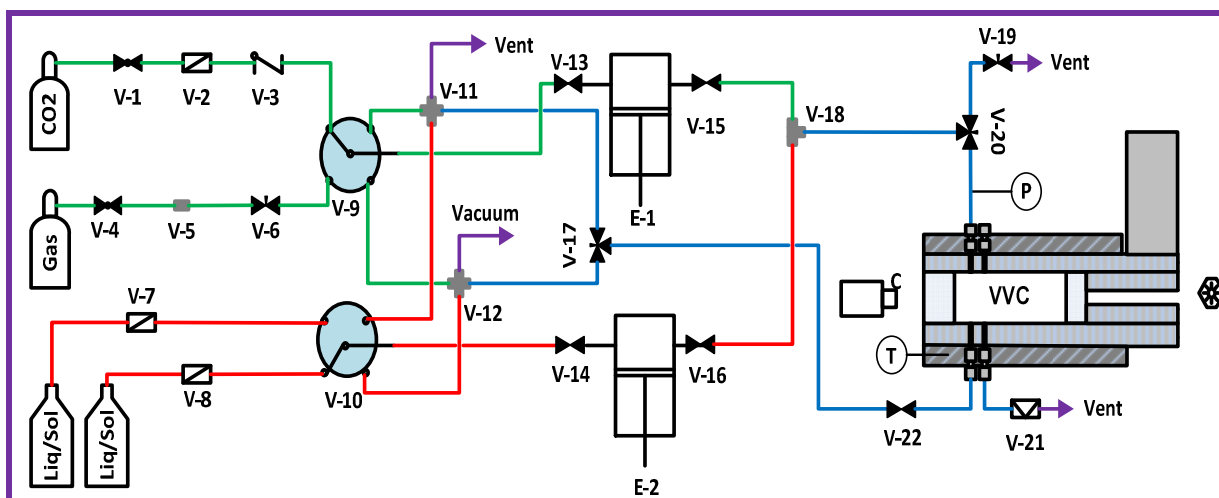 CO2
V-1
V-2
V-3
V-9
V-11
Vent
V-13
E-1
V-15
V-18
V-19
Vent
V-20
P
Gas
V-4
V-5
V-6
Vacuum
V-12
V-17
C
VVC
T
V-7
V-8
Liq/Sol
Liq/Sol
V-10
V-14
E-2
V-16
V-22
V-21
Vent